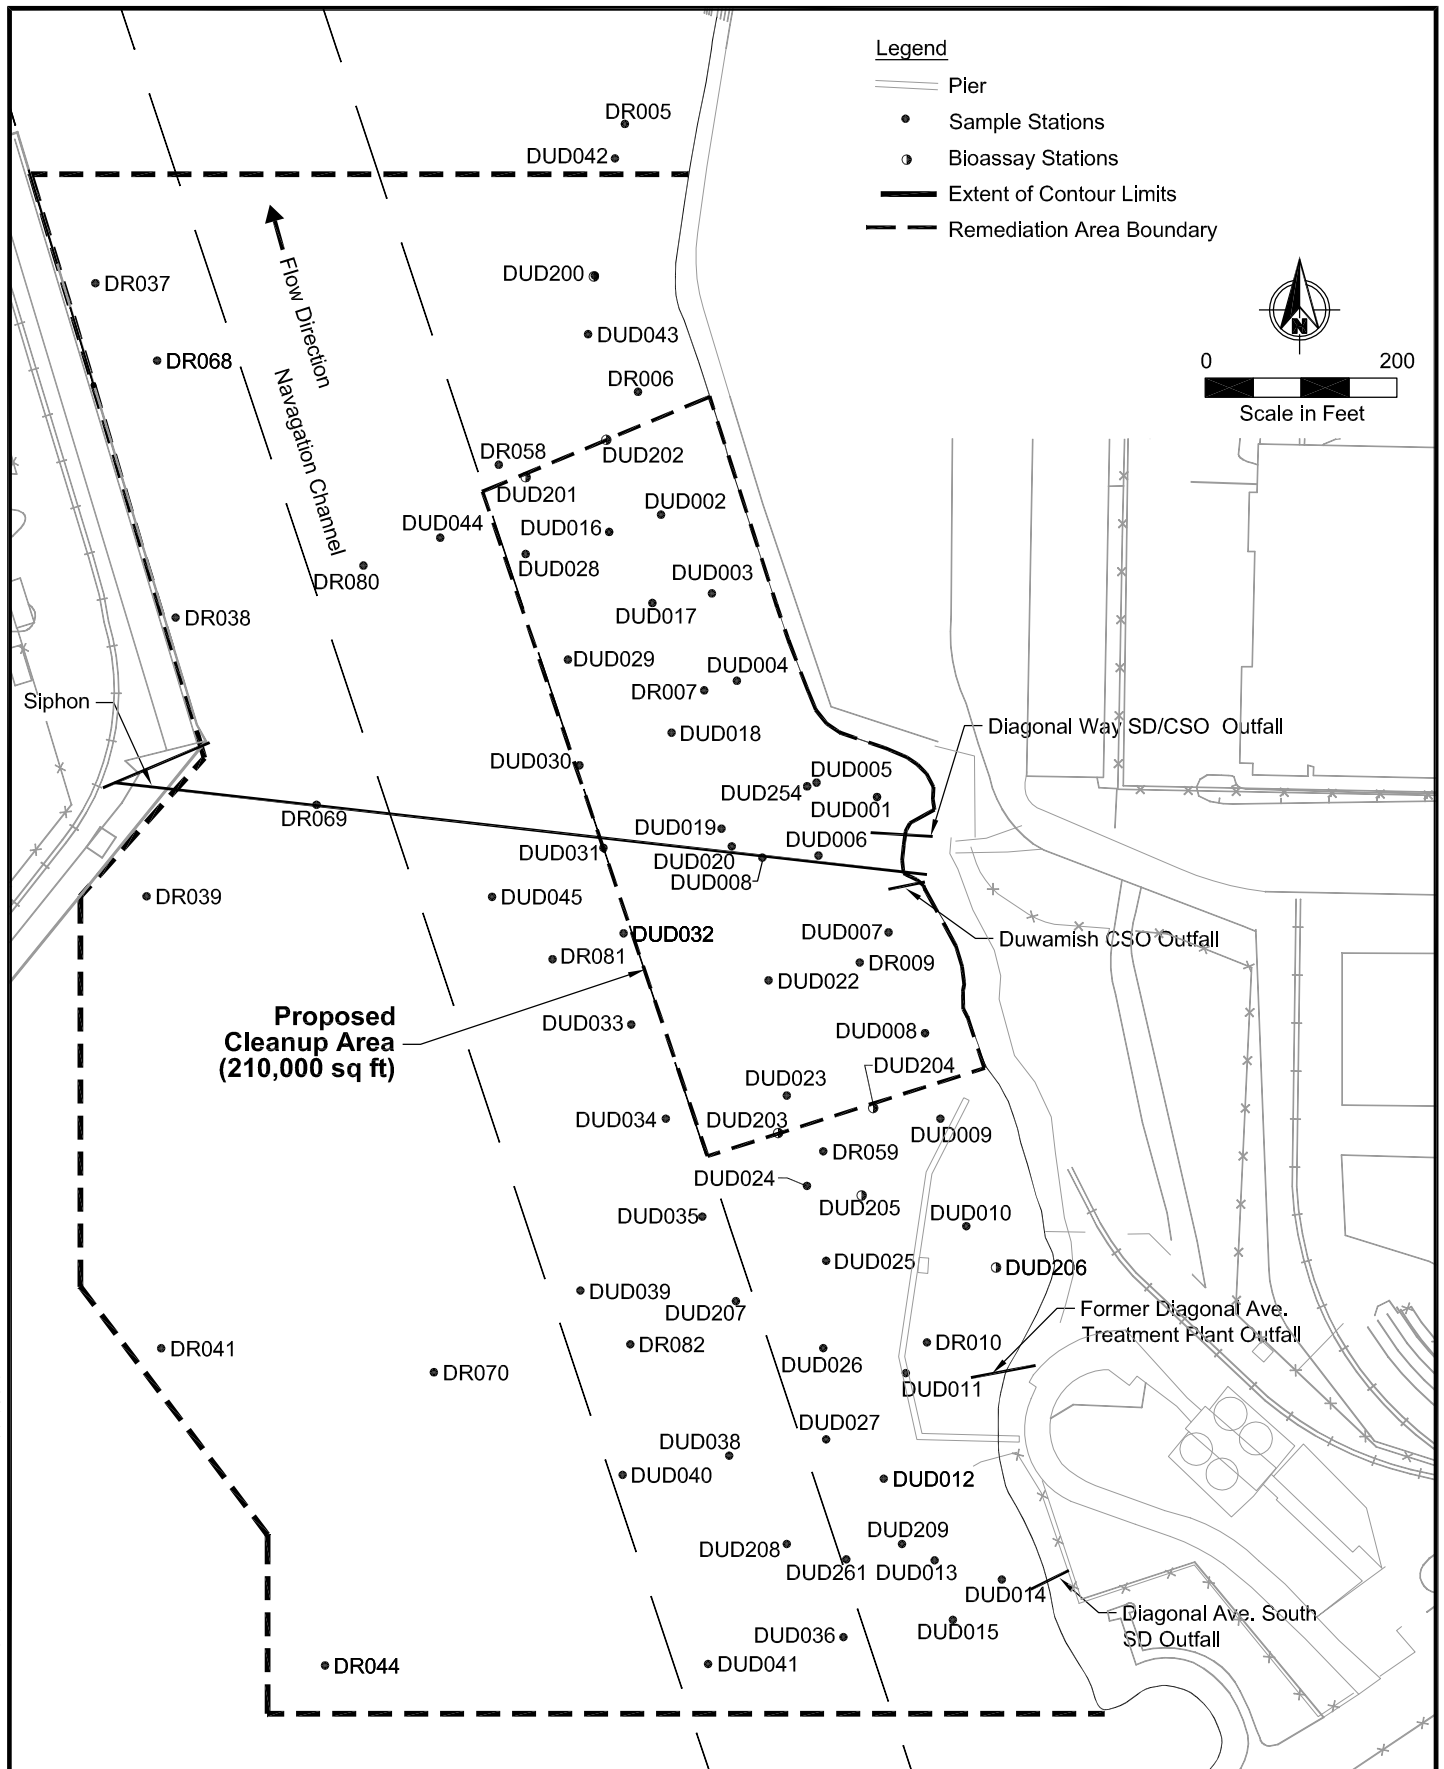 Legend
Pier
Sample Stations
Bioassay Stations
Extent of Contour Limits
Remediation Area Boundary
DR005
DUD042
DUD200
DR037
Flow Direction
N
DUD043
0 200
DR068
DR006
Scale in Feet
Navagation Channel
DR058
DUD202
DUD201
DUD002
DUD044
DUD016
DUD028
DUD003
DR080
DR038
DUD017
DUD029
DUD004
DR007
Siphon
Diagonal Way SD/CSO Outfall
DUD018
DUD030
DUD005
DUD254
DUD001
DR069
DUD019
DUD006
DUD031
DUD020
DUD008
DR039
DUD045
DUD032
DUD007
Duwamish CSO Outfall
DR081
DR009
DUD022
Proposed
Cleanup Area
(210,000 sq ft)
DUD033
DUD008
DUD204
DUD023
DUD034
DUD203
DUD009
DR059
DUD024
DUD205
DUD035
DUD010
DUD025
DUD206
DUD039
DUD207
Former Diagonal Ave.
Treatment Plant Outfall
DR041
DR082
DR010
DUD026
DR070
DUD011
DUD027
DUD038
DUD040
DUD012
DUD209
DUD208
DUD261
DUD013
DUD014
Diagonal Ave. South
SD Outfall
DUD015
DUD036
DR044
DUD041